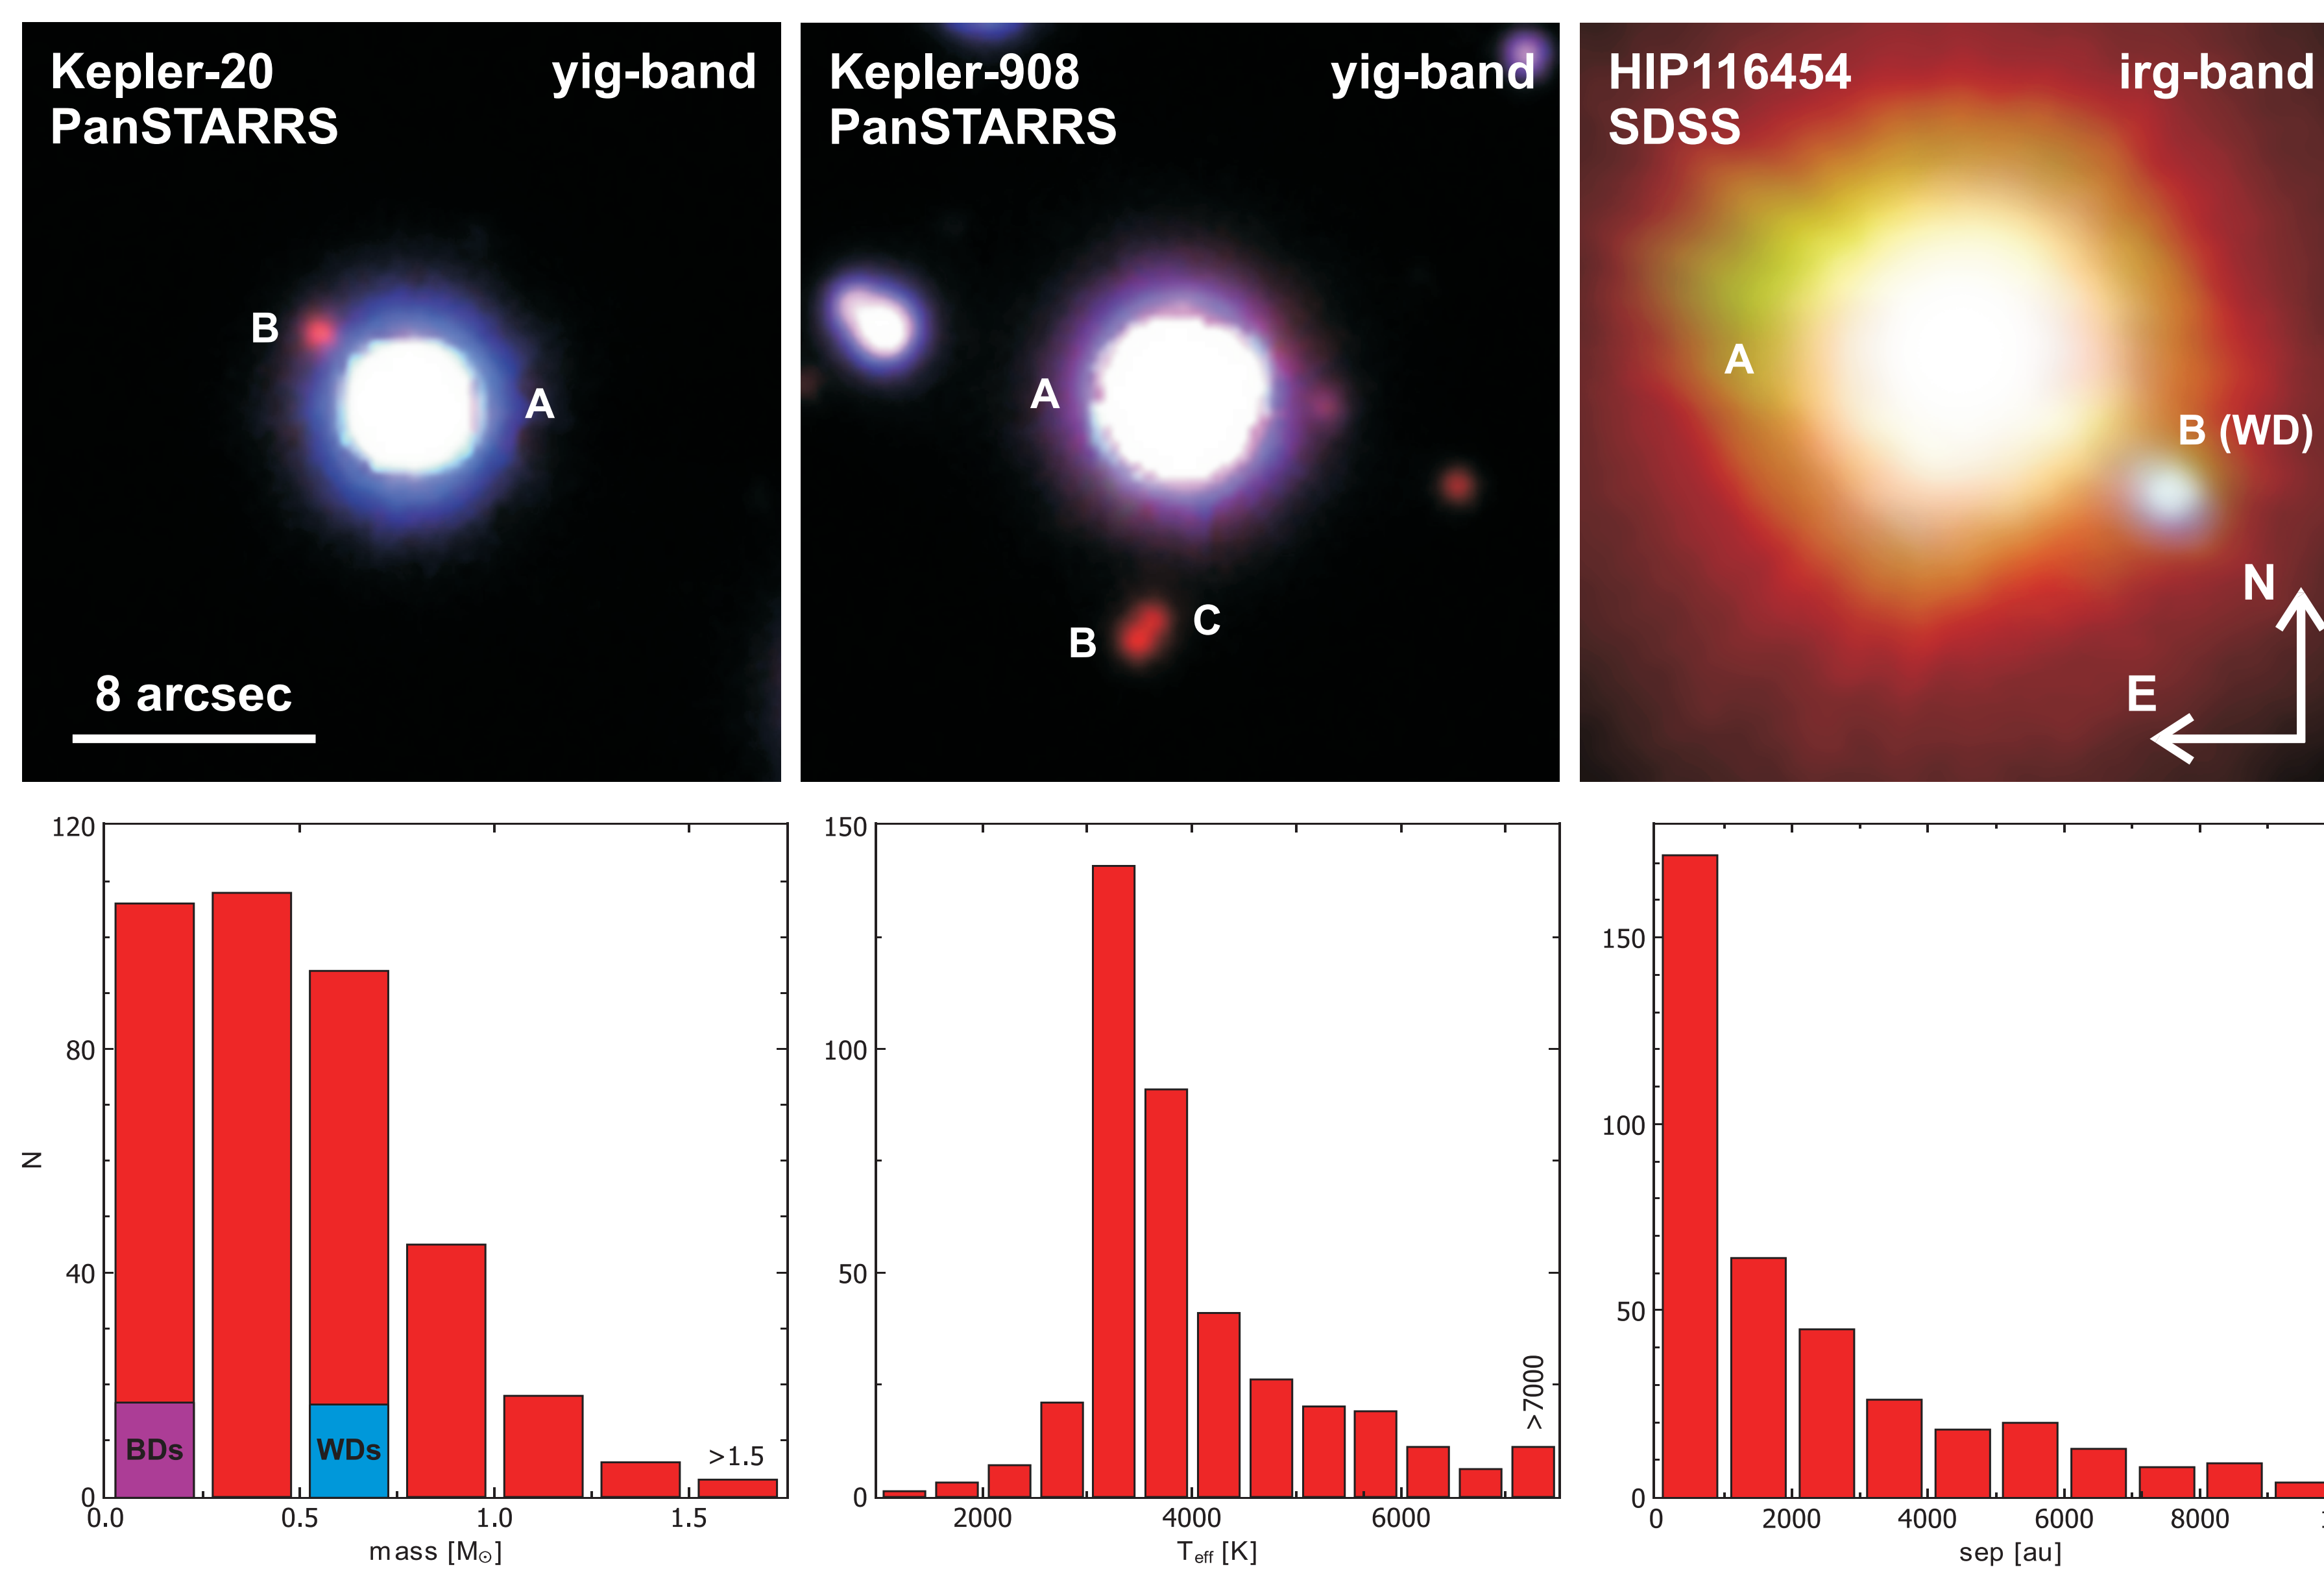 Kepler-20 yig-band
PanSTARRS
B
A
8 arcsec
Kepler-908 yig-band
PanSTARRS
A
B
C
HIP116454 irg-band
SDSS
A
B (WD)
N
E
120
80
40
0
N
BDs
WDs
>1.5
0.0 0.5 1.0 1.5
mass [M☉]
150
100
50
0
>7000
2000 4000 6000
Teff [K]
150
100
50
0
0 2000 4000 6000 8000
sep [au]